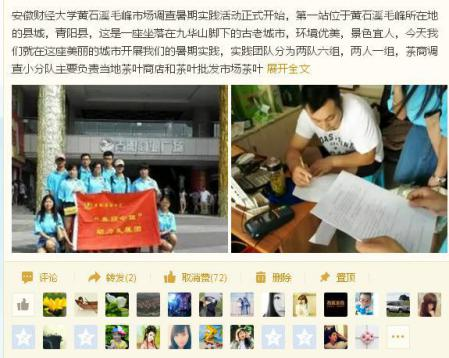 安徽财经大学黄石溪毛峰市场调查暑期实践活动正式开始，第一站位于黄石溪毛峰所在地
的县城，青阳县，这是一座坐落在九华山脚下的古老城市，环境优美，景色宜人，今天我
们就在这座美丽的城市开展我们的暑期实践，实践团队分为两队六组，两人一组，茶商调
查小分队主要负责当地茶叶商店和茶叶批发市场茶叶 展开全文
评论 转发(2) 取消赞(72) 删除 置顶